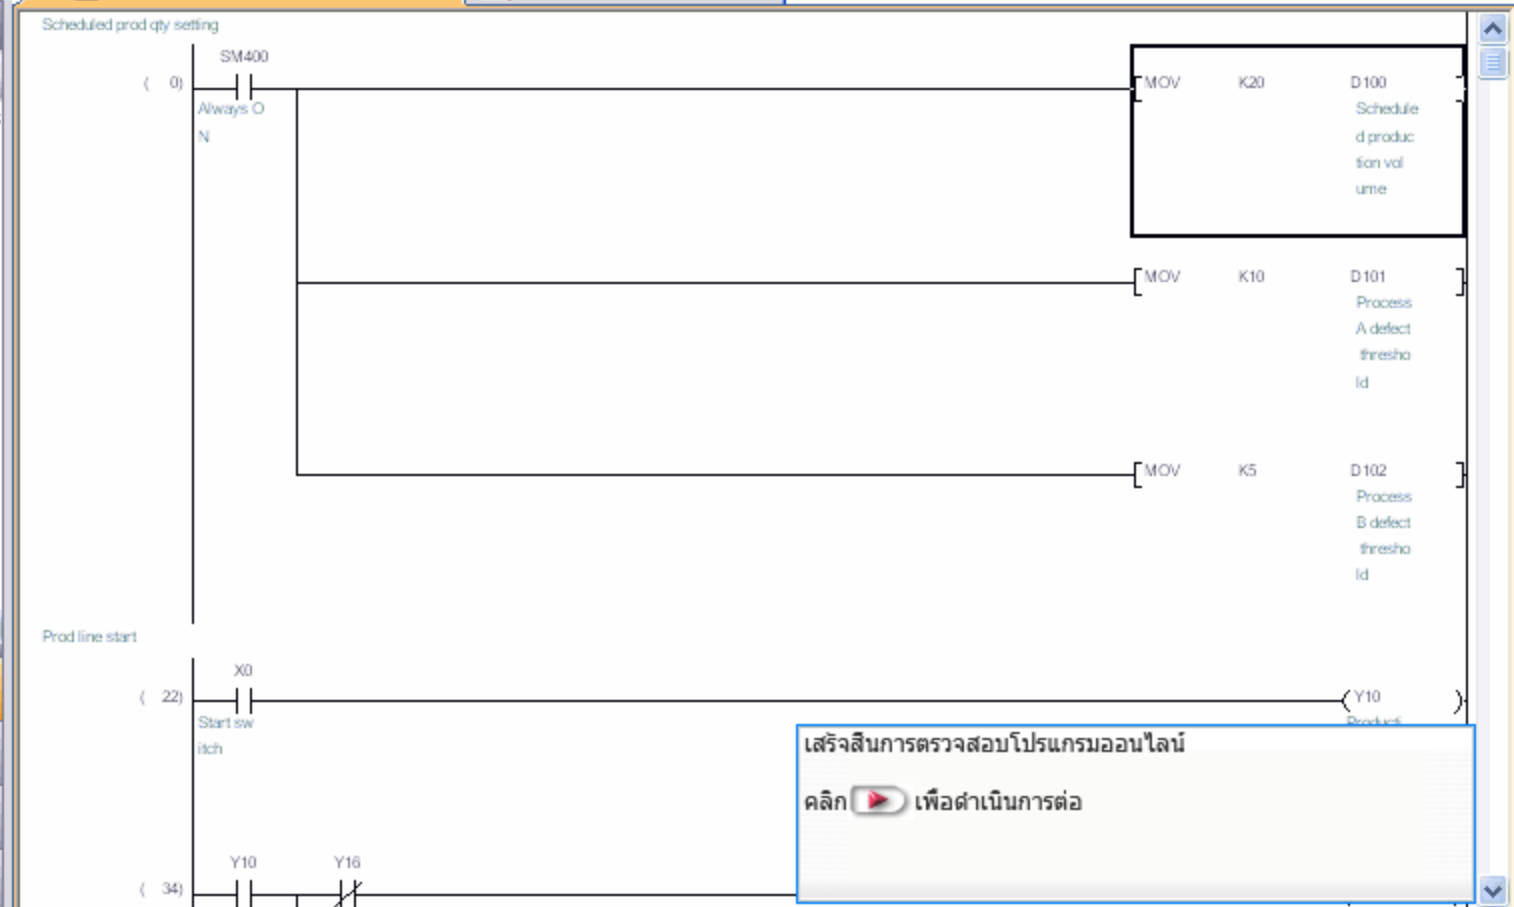 Scheduled prod qty setting
SM400
( 0)
Always O
N
MOV K20 D100
Schedule
d produc
tion vol
ume
MOV K10 D101
Process
A defect
thresho
ld
MOV K5 D102
Process
B defect
thresho
ld
Prod line start
X0
( 22)
Start sw
itch
Y10
Producti
เสร็จสิ้นการตรวจสอบโปรแกรมออนไลน์
คลิก เพื่อดำเนินการต่อ
Y10 Y16
( 34)